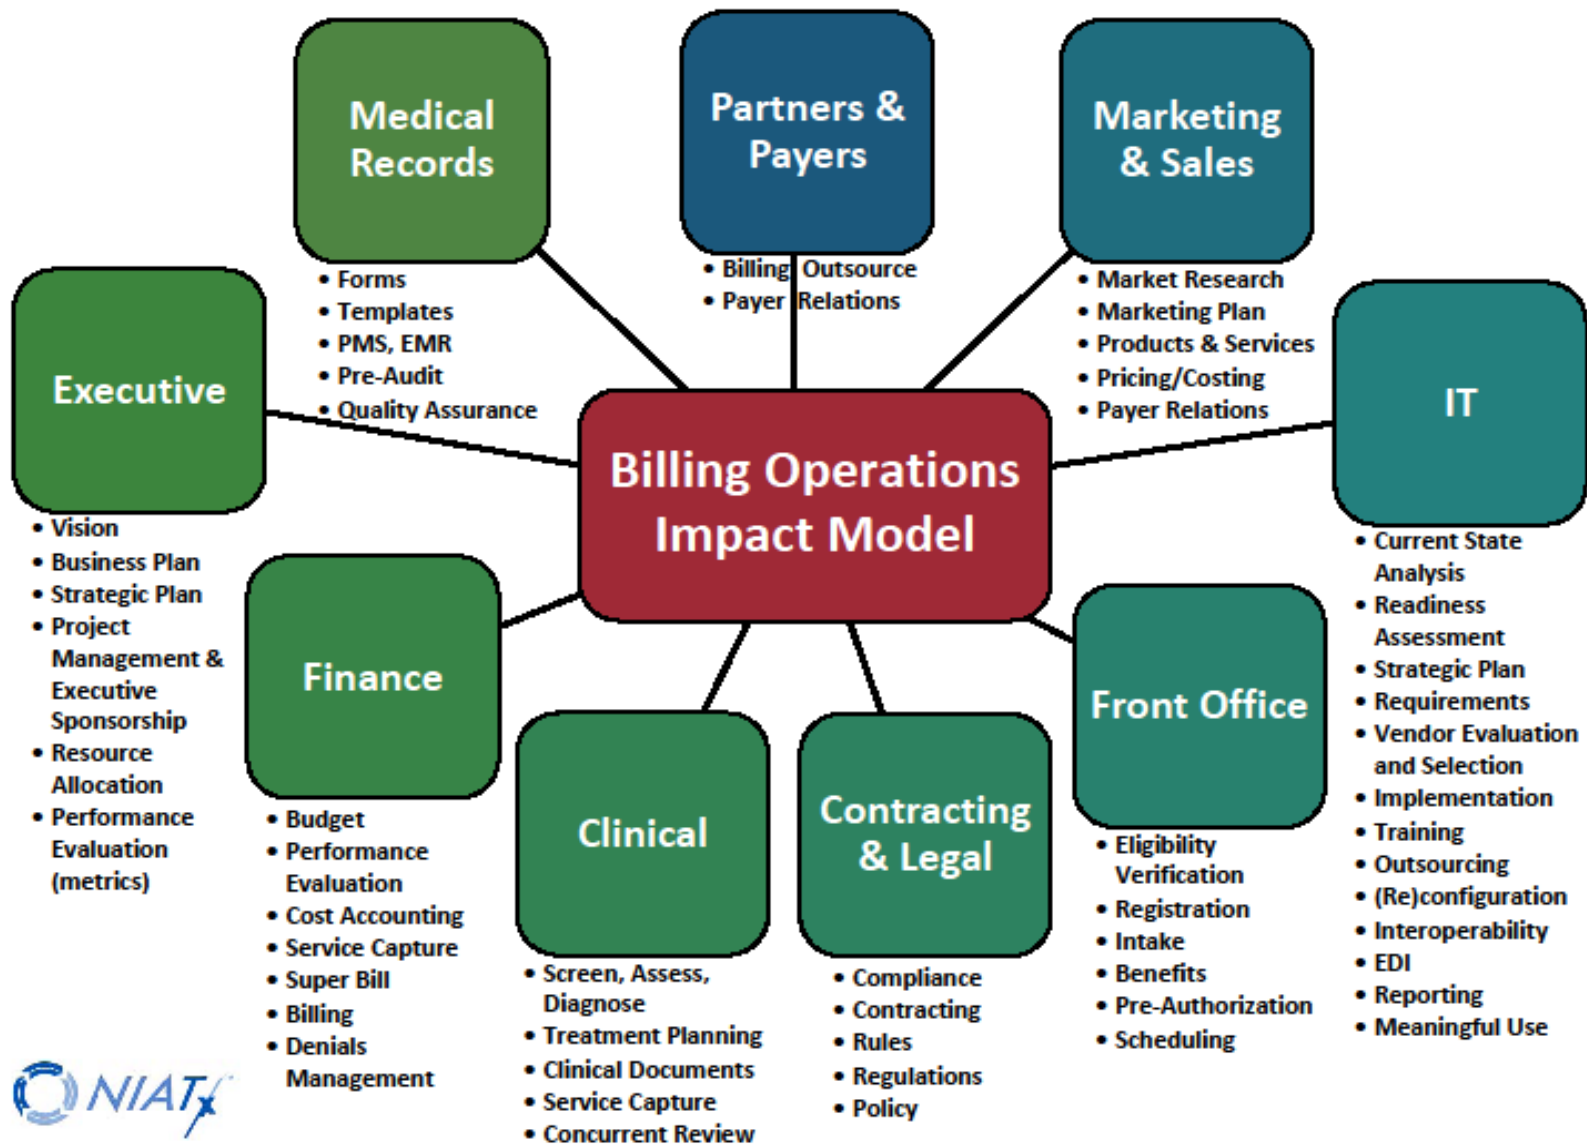 Medical
Records
• Forms
• Templates
• PMS, EMR
• Pre-Audit
• Quality Assurance
Partners &
Payers
• Billing Outsource
• Payer Relations
Marketing
& Sales
• Market Research
• Marketing Plan
• Products & Services
• Pricing/Costing
• Payer Relations
Executive
• Vision
• Business Plan
• Strategic Plan
• Project
Management &
Executive
Sponsorship
• Resource
Allocation
• Performance
Evaluation
(metrics)
Billing Operations
Impact Model
IT
• Current State
Analysis
• Readiness
Assessment
• Strategic Plan
• Requirements
• Vendor Evaluation
and Selection
• Implementation
• Training
• Outsourcing
• (Re)configuration
• Interoperability
• EDI
• Reporting
• Meaningful Use
Finance
• Budget
• Performance
Evaluation
• Cost Accounting
• Service Capture
• Super Bill
• Billing
• Denials
Management
Clinical
• Screen, Assess,
Diagnose
• Treatment Planning
• Clinical Documents
• Service Capture
• Concurrent Review
Contracting
& Legal
• Compliance
• Contracting
• Rules
• Regulations
• Policy
Front Office
• Eligibility
Verification
• Registration
• Intake
• Benefits
• Pre-Authorization
• Scheduling
NIATx